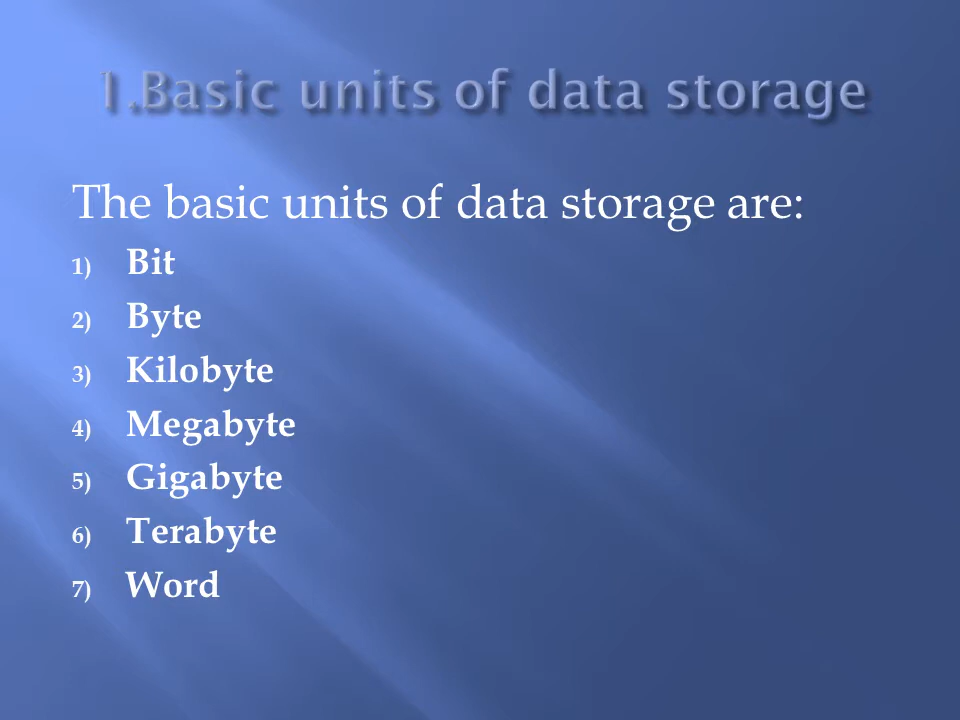 1.Basic units of data storage
The basic units of data storage are:
1) Bit
2) Byte
3) Kilobyte
4) Megabyte
5) Gigabyte
6) Terabyte
7) Word